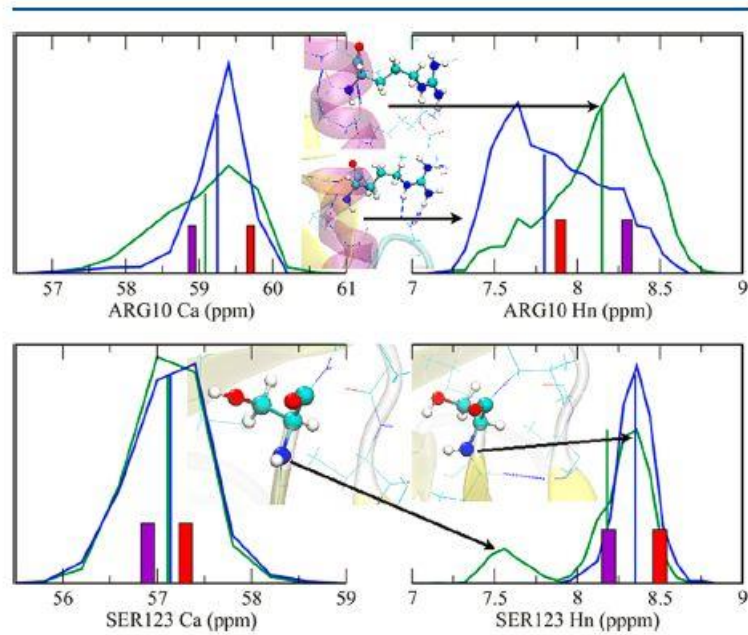 57 58 59 60 61
ARG10 Ca (ppm)
7 7.5 8 8.5 9
ARG10 Hn (ppm)
56 57 58 59
SER123 Ca (ppm)
7 7.5 8 8.5 9
SER123 Hn (pppm)